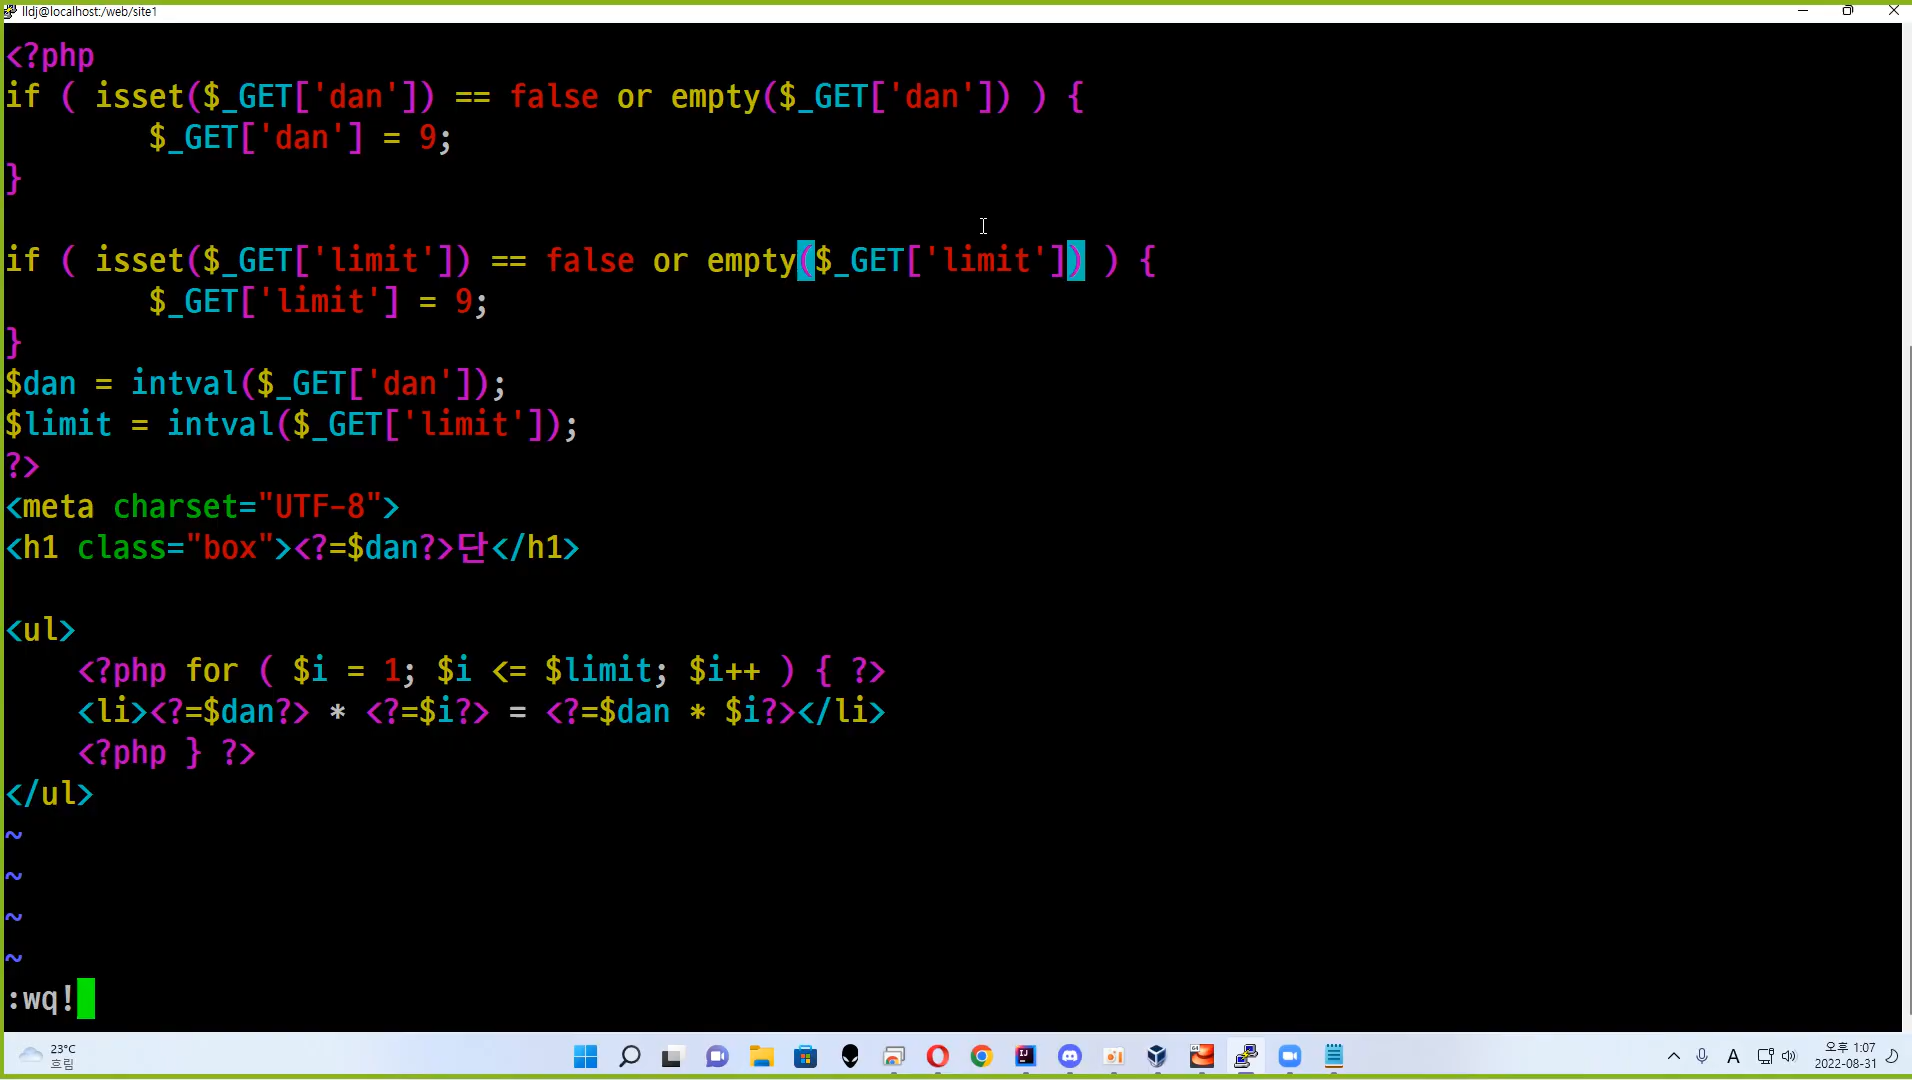 lldj@localhost:/web/site1
<?php
if ( isset($_GET['dan']) == false or empty($_GET['dan']) ) {
        $_GET['dan'] = 9;
}

if ( isset($_GET['limit']) == false or empty($_GET['limit']) ) {
        $_GET['limit'] = 9;
}
$dan = intval($_GET['dan']);
$limit = intval($_GET['limit']);
?>
<meta charset="UTF-8">
<h1 class="box"><?=$dan?>단</h1>

<ul>
    <?php for ( $i = 1; $i <= $limit; $i++ ) { ?>
    <li><?=$dan?> * <?=$i?> = <?=$dan * $i?></li>
    <?php } ?>
</ul>
~
~
~
~
:wq!
23°C
흐림
A
오후 1:07
2022-08-31